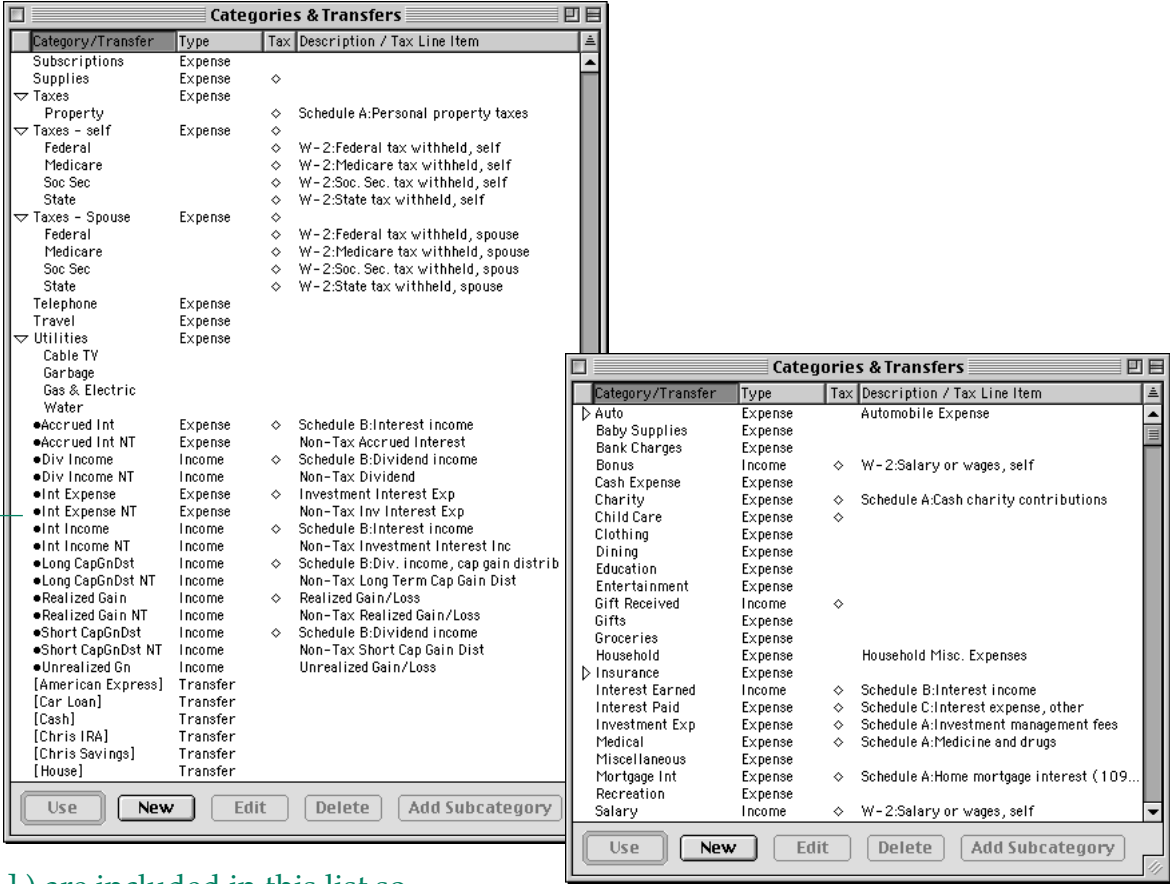 Categories & Transfers
Category/Transfer Type Tax Description / Tax Line Item
Subscriptions Expense
Supplies Expense ◇
▽ Taxes Expense
Property ◇ Schedule A:Personal property taxes
▽ Taxes - self Expense ◇
Federal ◇ W-2:Federal tax withheld, self
Medicare ◇ W-2:Medicare tax withheld, self
Soc Sec ◇ W-2:Soc. Sec. tax withheld, self
State ◇ W-2:State tax withheld, self
▽ Taxes - Spouse Expense ◇
Federal ◇ W-2:Federal tax withheld, spouse
Medicare ◇ W-2:Medicare tax withheld, spouse
Soc Sec ◇ W-2:Soc. Sec. tax withheld, spous
State ◇ W-2:State tax withheld, spouse
Telephone Expense
Travel Expense
▽ Utilities Expense
Cable TV
Garbage
Gas & Electric
Water
●Accrued Int Expense ◇ Schedule B:Interest income
●Accrued Int NT Expense Non-Tax Accrued Interest
●Div Income Income ◇ Schedule B:Dividend income
●Div Income NT Income Non-Tax Dividend
●Int Expense Expense ◇ Investment Interest Exp
●Int Expense NT Expense Non-Tax Inv Interest Exp
●Int Income Income ◇ Schedule B:Interest income
●Int Income NT Income Non-Tax Investment Interest Inc
●Long CapGnDst Income ◇ Schedule B:Div. income, cap gain distrib
●Long CapGnDst NT Income Non-Tax Long Term Cap Gain Dist
●Realized Gain Income ◇ Realized Gain/Loss
●Realized Gain NT Income Non-Tax Realized Gain/Loss
●Short CapGnDst Income ◇ Schedule B:Dividend income
●Short CapGnDst NT Income Non-Tax Short Cap Gain Dist
●Unrealized Gn Income Unrealized Gain/Loss
[American Express] Transfer
[Car Loan] Transfer
[Cash] Transfer
[Chris IRA] Transfer
[Chris Savings] Transfer
[House] Transfer
Use New Edit Delete Add Subcategory
Categories & Transfers
Category/Transfer Type Tax Description / Tax Line Item
▷ Auto Expense Automobile Expense
Baby Supplies Expense
Bank Charges Expense
Bonus Income ◇ W-2:Salary or wages, self
Cash Expense Expense
Charity Expense ◇ Schedule A:Cash charity contributions
Child Care Expense ◇
Clothing Expense
Dining Expense
Education Expense
Entertainment Expense
Gift Received Income ◇
Gifts Expense
Groceries Expense
Household Expense Household Misc. Expenses
▷ Insurance Expense
Interest Earned Income ◇ Schedule B:Interest income
Interest Paid Expense ◇ Schedule C:Interest expense, other
Investment Exp Expense ◇ Schedule A:Investment management fees
Medical Expense ◇ Schedule A:Medicine and drugs
Miscellaneous Expense
Mortgage Int Expense ◇ Schedule A:Home mortgage interest (109...
Recreation Expense
Salary Income ◇ W-2:Salary or wages, self
Use New Edit Delete Add Subcategory
) are included in this list so